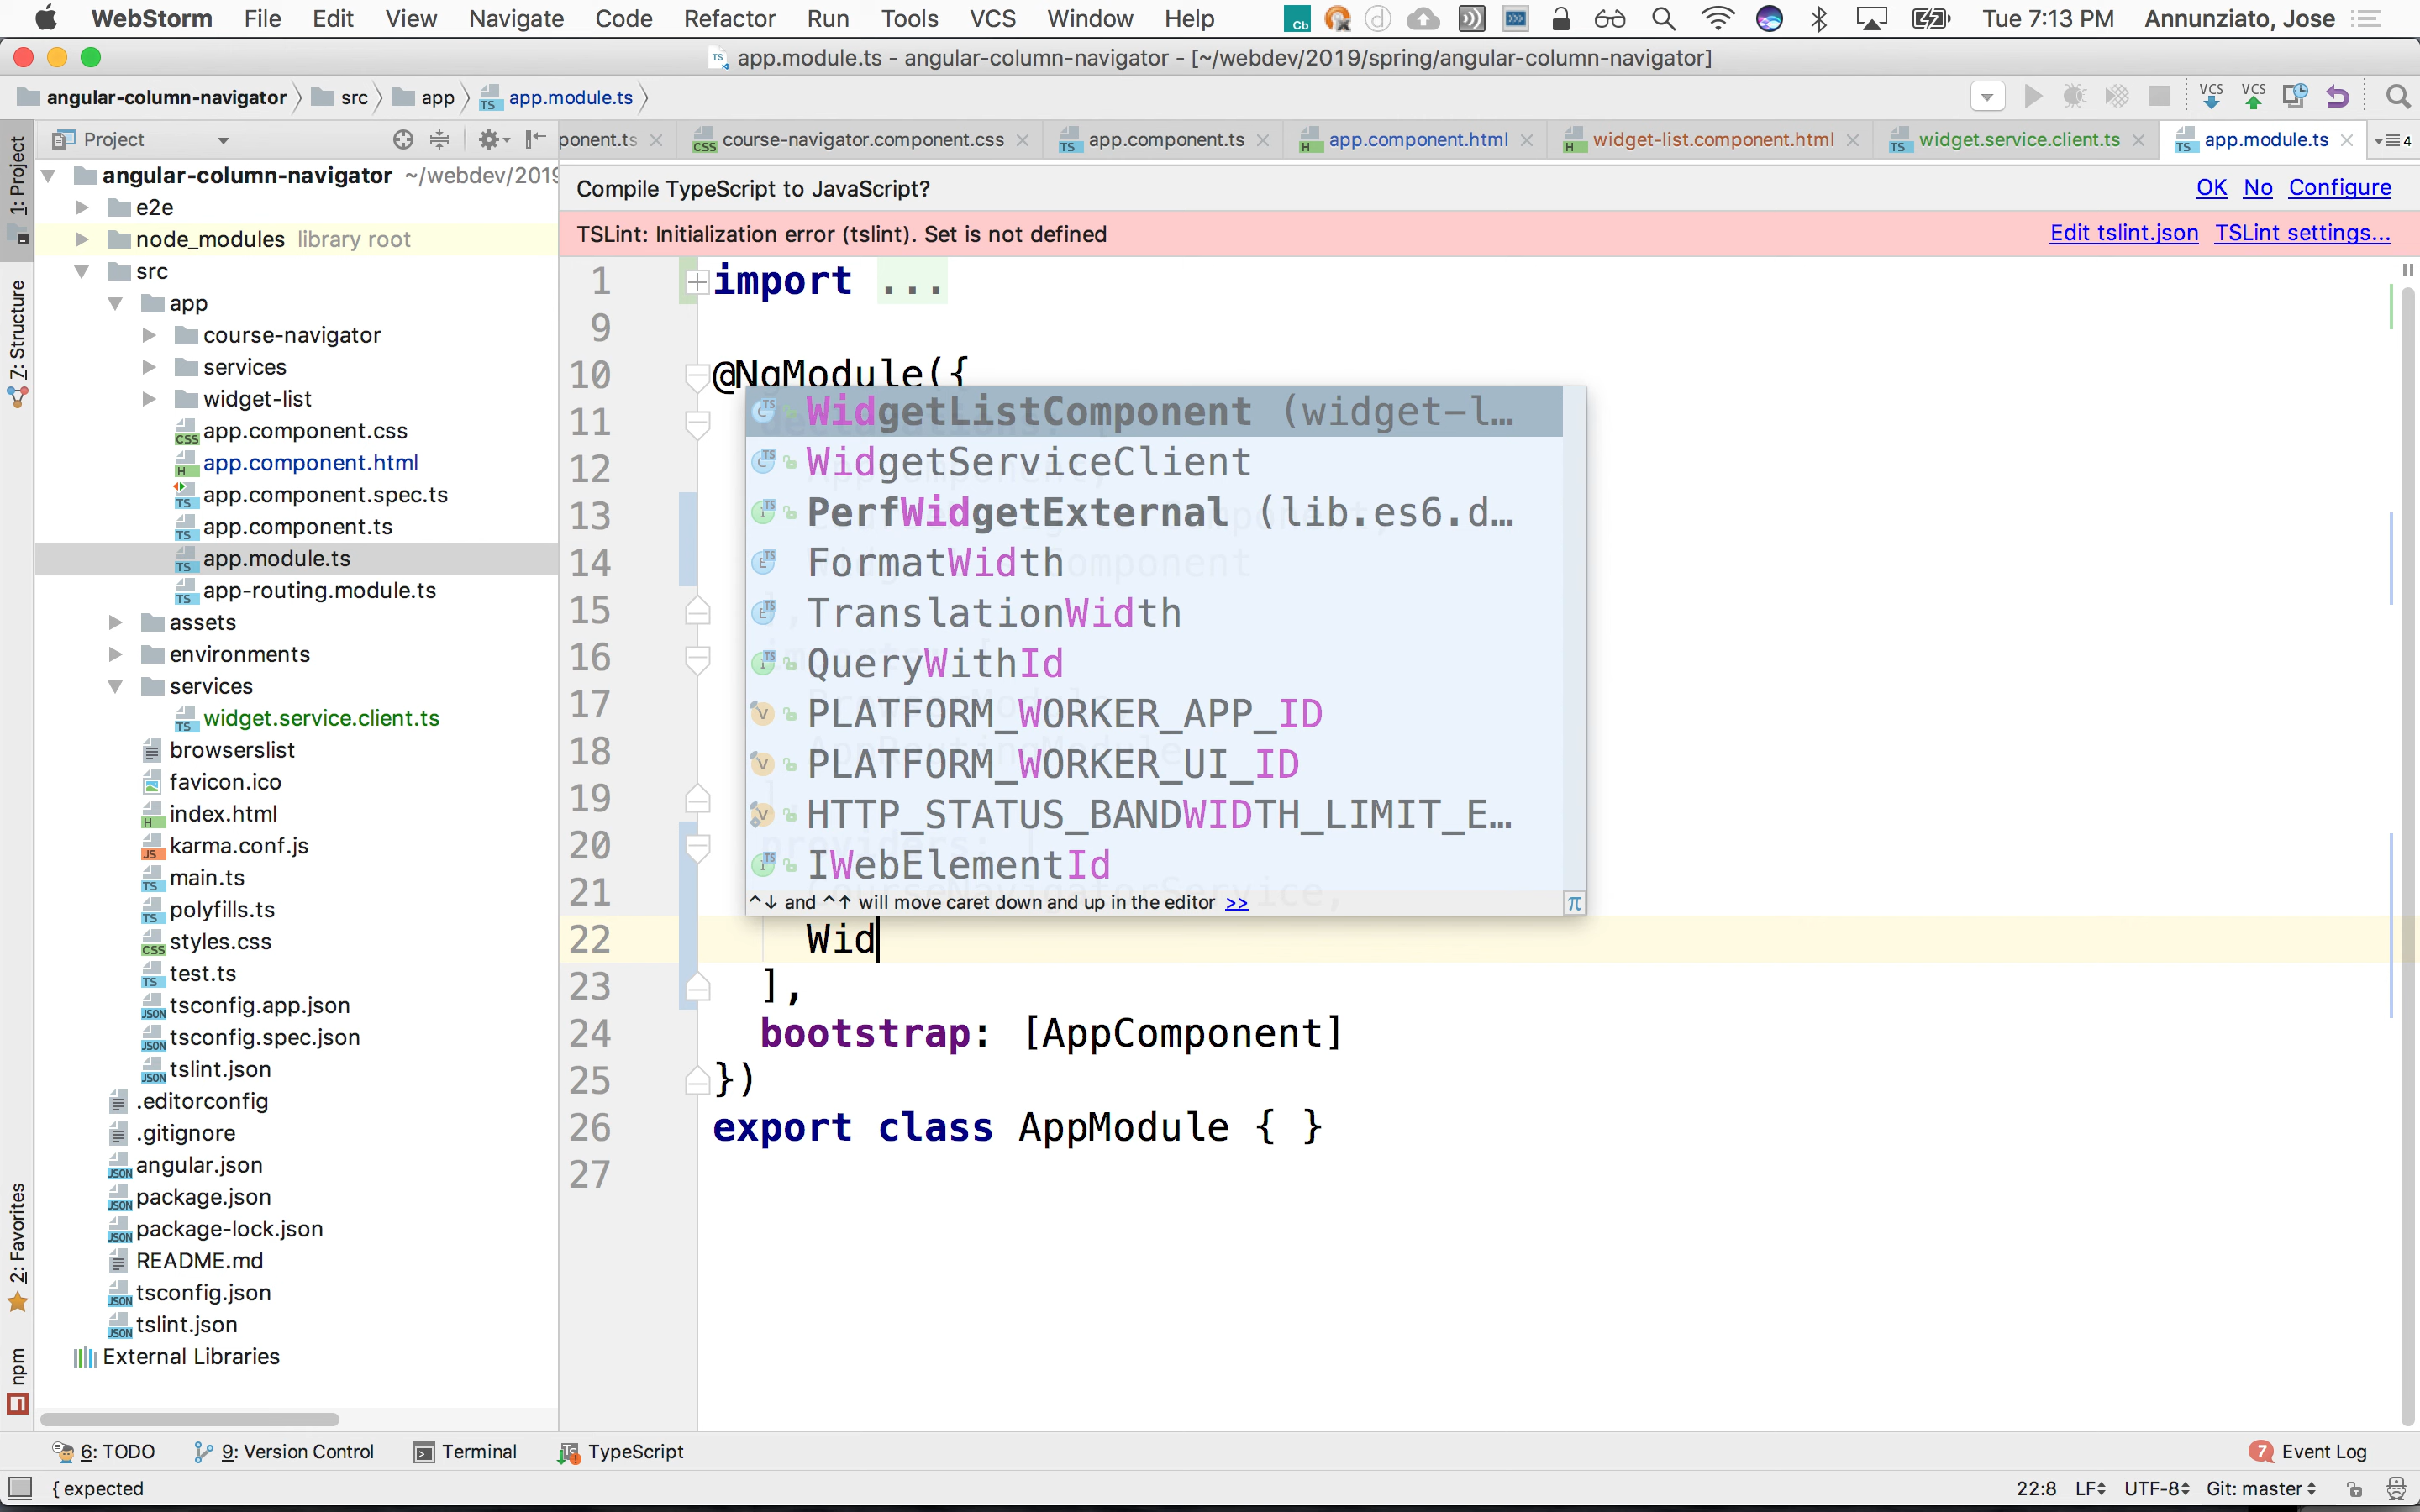 WebStorm File Edit View Navigate Code Refactor Run Tools VCS Window Help Cb Tue 7:13 PM Annunziato, Jose
app.module.ts - angular-column-navigator - [~/webdev/2019/spring/angular-column-navigator]
angular-column-navigator src app app.module.ts VCS VCS
Project ponent.ts course-navigator.component.css app.component.ts app.component.html widget-list.component.html widget.service.client.ts app.module.ts 4
1: Project
7: Structure
2: Favorites
npm
angular-column-navigator ~/webdev/2019
e2e
node_modules library root
src
app
course-navigator
services
widget-list
app.component.css
app.component.html
app.component.spec.ts
app.component.ts
app.module.ts
app-routing.module.ts
assets
environments
services
widget.service.client.ts
browserslist
favicon.ico
index.html
karma.conf.js
main.ts
polyfills.ts
styles.css
test.ts
tsconfig.app.json
tsconfig.spec.json
tslint.json
.editorconfig
.gitignore
angular.json
package.json
package-lock.json
README.md
tsconfig.json
tslint.json
External Libraries
Compile TypeScript to JavaScript? OK No Configure
TSLint: Initialization error (tslint). Set is not defined Edit tslint.json TSLint settings...
1 import ...
9
10 @NgModule({
11
12
13
14
15
16
17
18
19
20
21
WidgetListComponent (widget-l…
WidgetServiceClient
PerfWidgetExternal (lib.es6.d…
FormatWidth
TranslationWidth
QueryWithId
PLATFORM_WORKER_APP_ID
PLATFORM_WORKER_UI_ID
HTTP_STATUS_BANDWIDTH_LIMIT_E…
IWebElementId
^↓ and ^↑ will move caret down and up in the editor >> π
22 Wid
23 ],
24 bootstrap: [AppComponent]
25 })
26 export class AppModule { }
27
6: TODO 9: Version Control Terminal TypeScript 7 Event Log
{ expected 22:8 LF UTF-8 Git: master